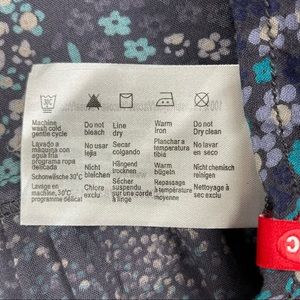 Machine wash cold gentle cycle
Do not bleach
Line dry
Warm Iron
Do not Dry clean
Lavado a máquina con agua fría programa ropa delicada
No usar lejía
Secar colgando
Planchar a temperatura tibia
No lavar en seco
Schonwäsche 30°C
Nicht bleichen
Hängend trocknen
Warm bügeln
Nicht chemisch reinigen
Lavage en machine, 30°C programme délicat
Chlore exclu
Sécher suspendu sur une corde à linge
Repassage à température moyenne
Nettoyage à sec exclu